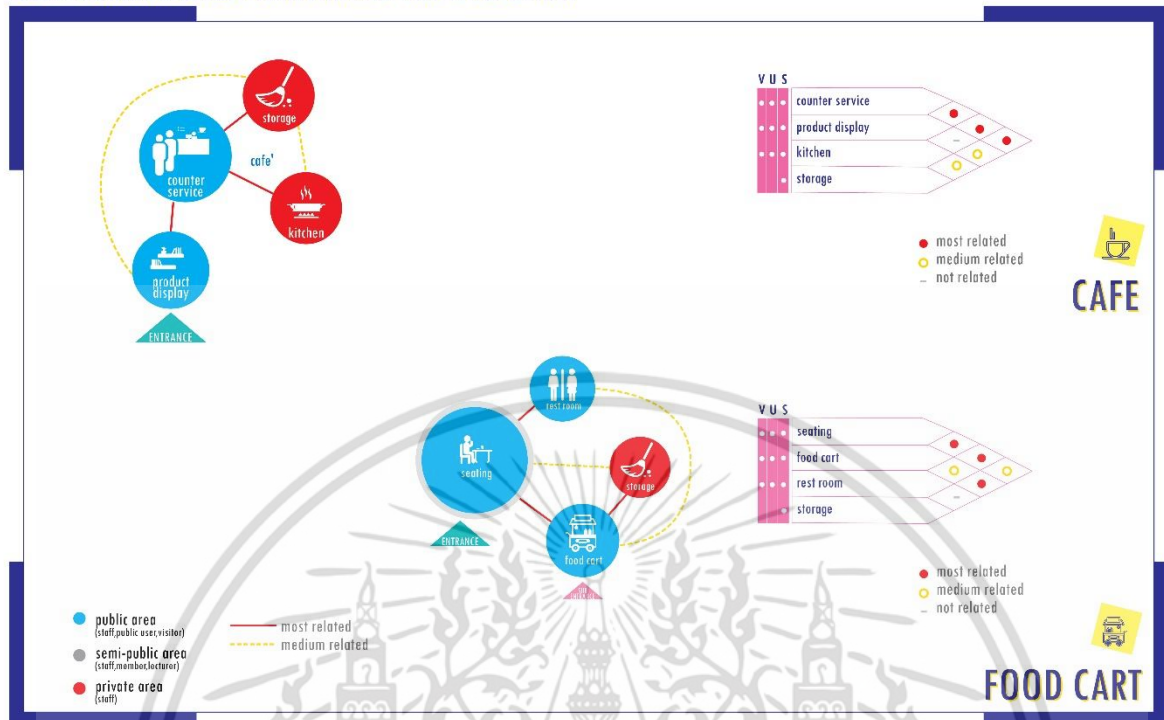 storage
cafe'
counter
service
kitchen
product
display
ENTRANCE
V U S
counter service
product display
kitchen
storage
most related
medium related
not related
CAFE
rest room
seating
storage
ENTRANCE
food cart
V U S
seating
food cart
rest room
storage
most related
medium related
not related
FOOD CART
public area
(staff,public user,visitor)
semi-public area
(staff,member,lecturer)
private area
(staff)
most related
medium related